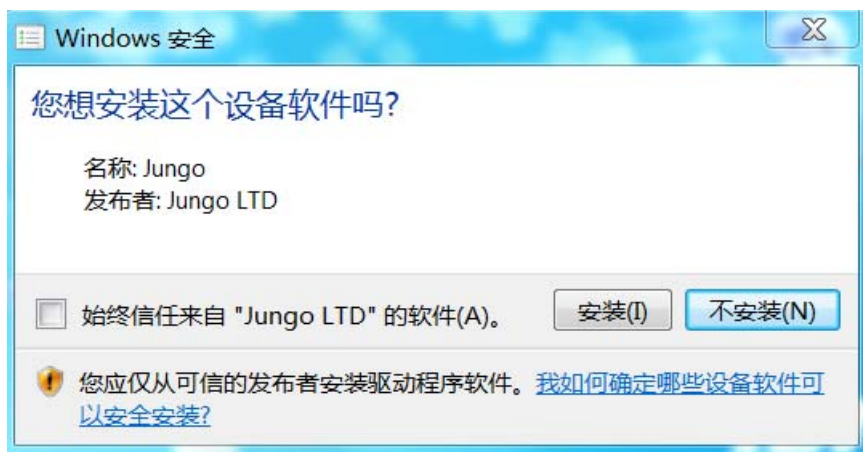 Windows 安全
您想安装这个设备软件吗?
名称: Jungo
发布者: Jungo LTD
始终信任来自 "Jungo LTD" 的软件(A)。 安装(I) 不安装(N)
您应仅从可信的发布者安装驱动程序软件。我如何确定哪些设备软件可
以安全安装?